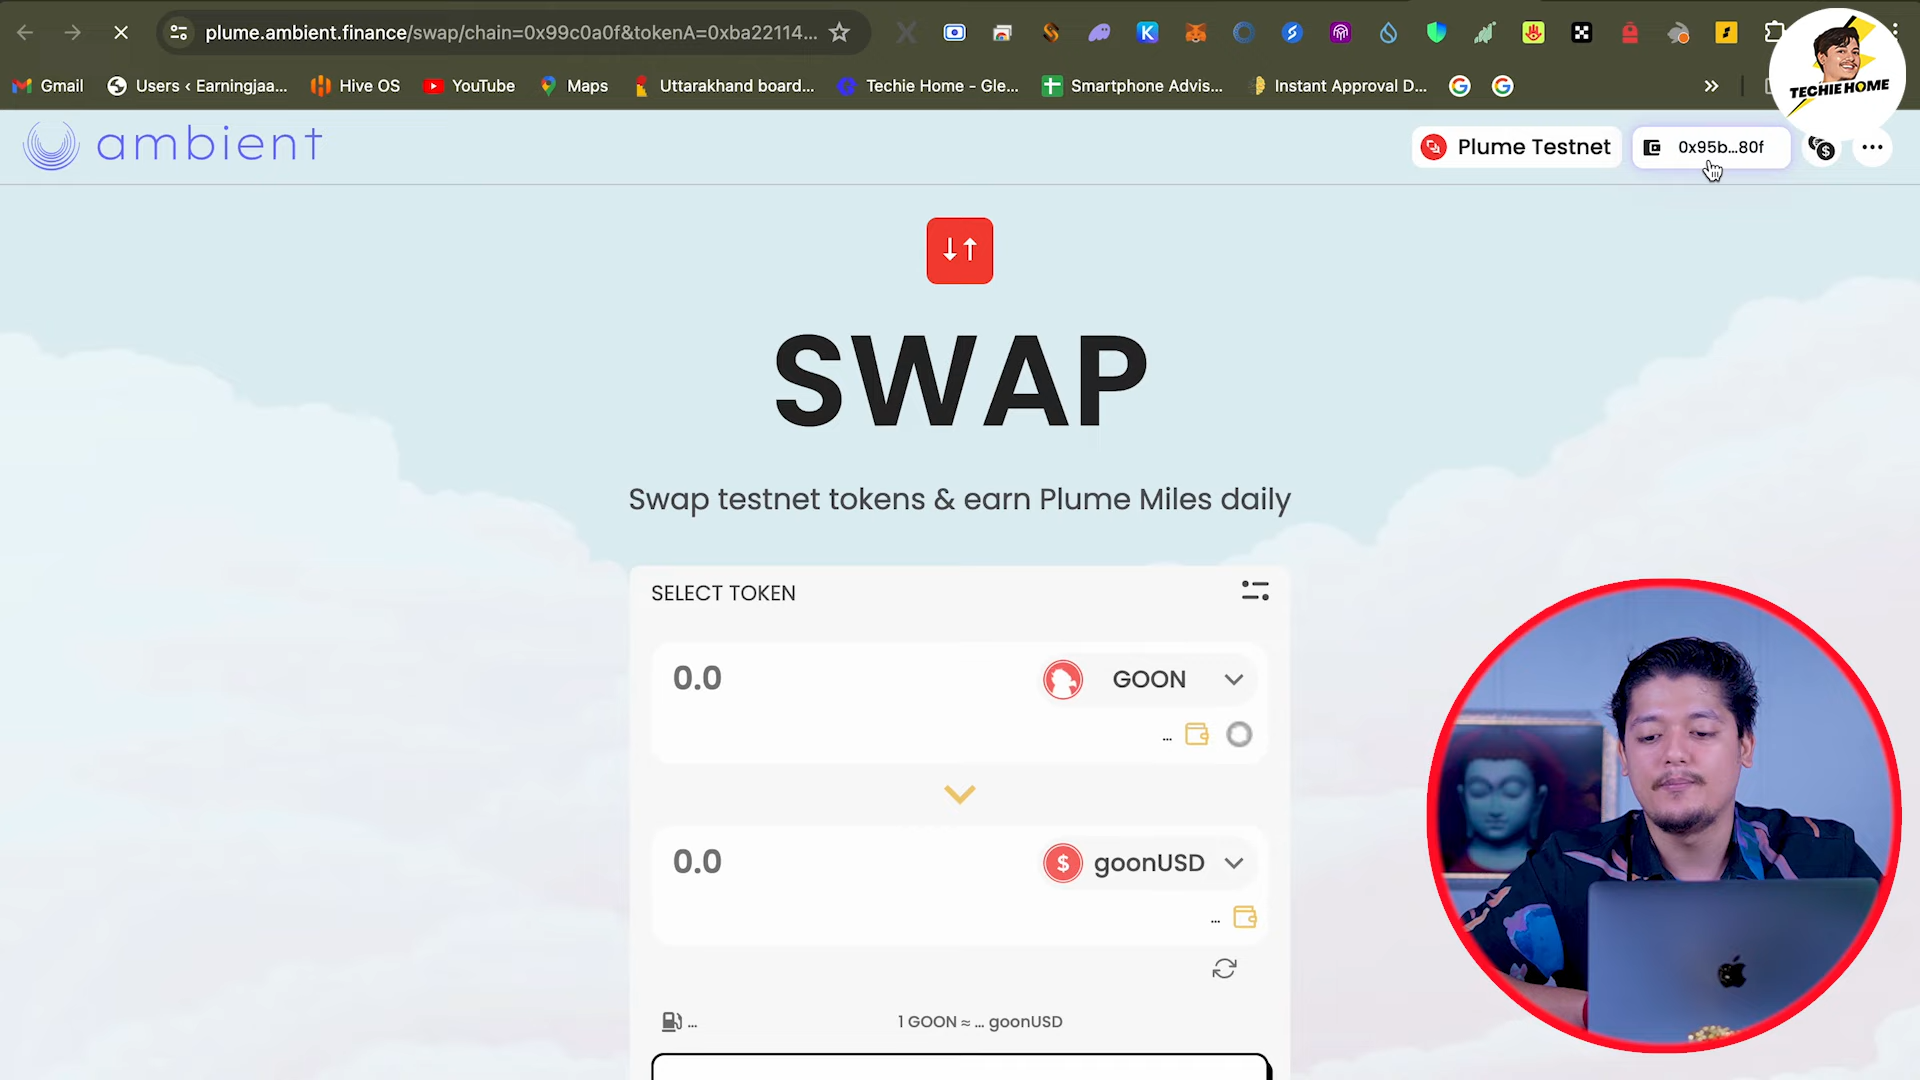 plume.ambient.finance/swap/chain=0x99c0a0f&tokenA=0xba22114...
Gmail
Users ‹ Earningjaa...
Hive OS
YouTube
Maps
Uttarakhand board...
Techie Home - Gle...
Smartphone Advis...
Instant Approval D...
TECHIE HOME
ambient
Plume Testnet
0x95b...80f
SWAP
Swap testnet tokens & earn Plume Miles daily
SELECT TOKEN
0.0
GOON
...
0.0
$ goonUSD
...
...
1 GOON ≈ ... goonUSD